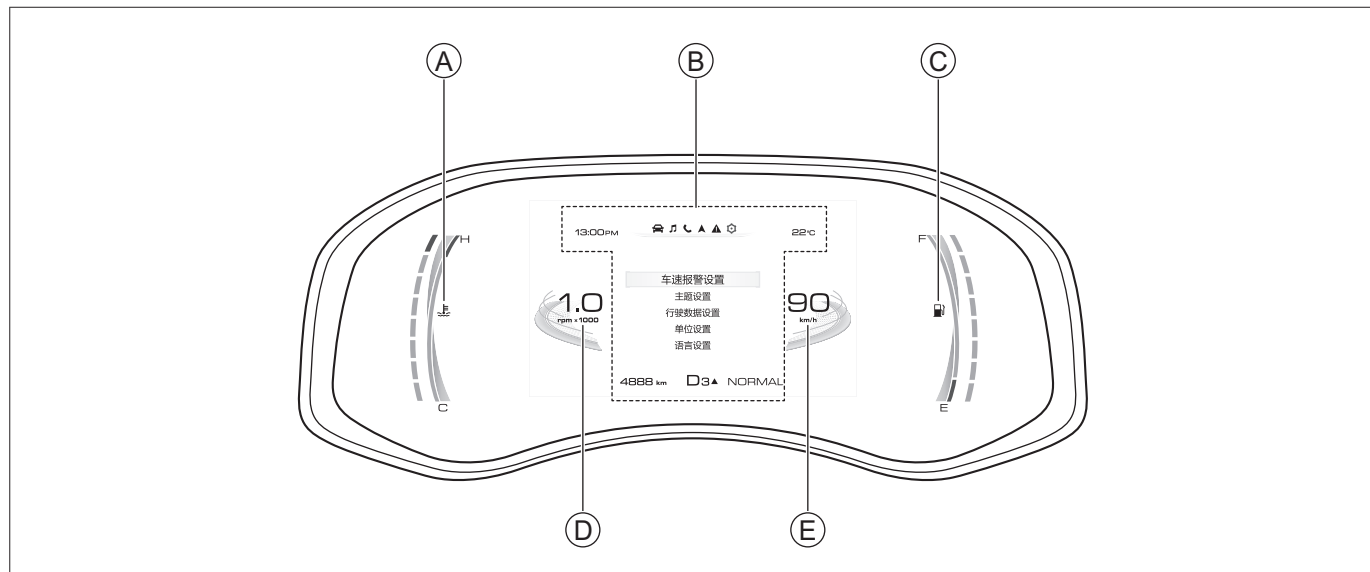 A B C
13:00PM 22°C
H F
车速报警设置
主题设置
1.0 90
行驶数据设置
rpm x 1000 km/h
单位设置
语言设置
4888 km D3▲ NORMAL
C E
D E